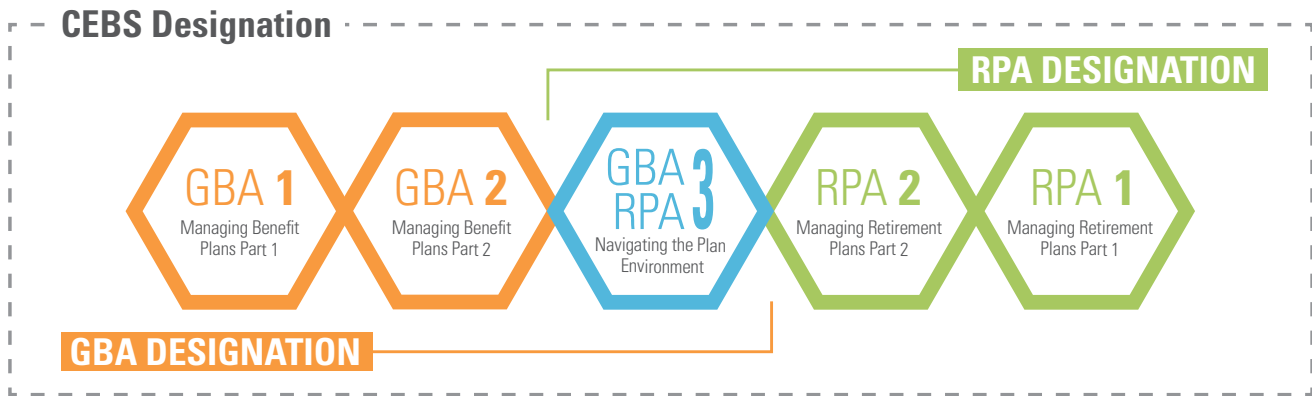 CEBS Designation
RPA DESIGNATION
GBA 1
Managing Benefit
Plans Part 1
GBA 2
Managing Benefit
Plans Part 2
GBA
RPA 3
Navigating the Plan
Environment
RPA 2
Managing Retirement
Plans Part 2
RPA 1
Managing Retirement
Plans Part 1
GBA DESIGNATION